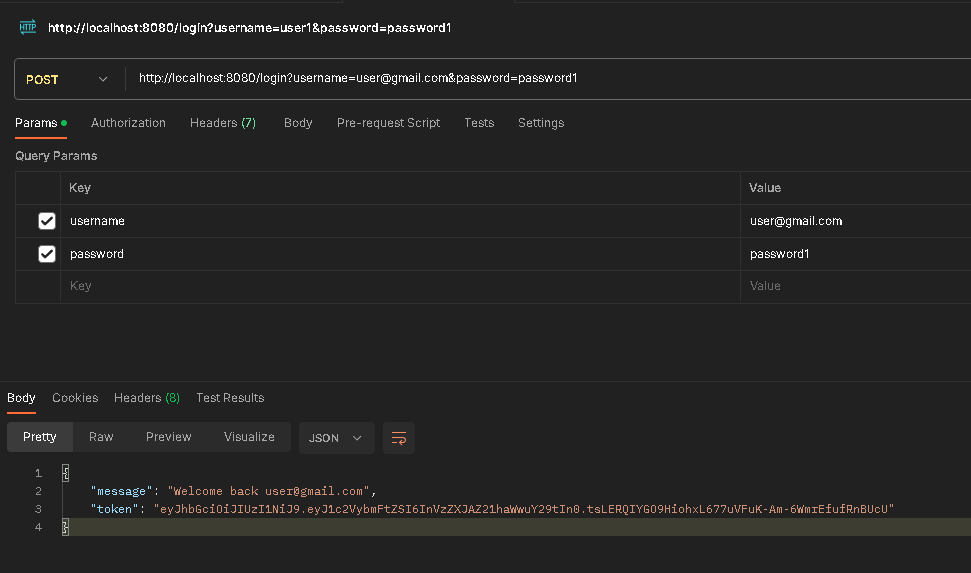 HTTP http://localhost:8080/login?username=user1&password=password1
POST http://localhost:8080/login?username=user@gmail.com&password=password1
Params Authorization Headers (7) Body Pre-request Script Tests Settings
Query Params
Key Value
username user@gmail.com
password password1
Key Value
Body Cookies Headers (8) Test Results
Pretty Raw Preview Visualize JSON
1 {
2 "message": "Welcome back user@gmail.com",
3 "token": "eyJhbGciOiJIUzI1NiJ9.eyJ1c2VybmFtZSI6InVzZXJAZ21haWwuY29tIn0.tsLERQIYGO9HiohxL677uVFuK-Am-6WmrEfufRnBUcU"
4 }